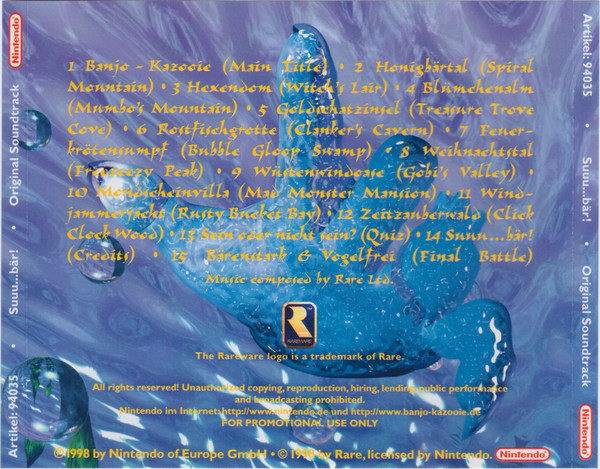 1 Banjo-Kazooie (Main Title) • 2 Honigbärtal (Spiral
Mountain) • 3 Hexendom (Witch's Lair) • 4 Blümchenalm
(Mumbo's Mountain) • 5 Goldschatzinsel (Treasure Trove
Cove) • 6 Rostfischgrotte (Clanker's Cavern) • 7 Feuer-
krötensumpf (Bubble Gloop Swamp) • 8 Weihnachtstal
(Freezeezy Peak) • 9 Wüstenwindoase (Gobi's Valley) •
10 Mondscheinvilla (Mad Monster Mansion) • 11 Wind-
jammerjacht (Rusty Bucket Bay) • 12 Zeitzauberwald (Click
Clock Wood) • 13 Sein oder nicht sein? (Quiz) • 14 Suuu...bär!
(Credits) • 15 Bärenstark & Vogelfrei (Final Battle)
Music composed by Rare Ltd.
R
Rareware
The Rareware logo is a trademark of Rare.
All rights reserved! Unauthorized copying, reproduction, hiring, lending, public performance
and broadcasting prohibited.
Nintendo im Internet: http://www.nintendo.de und http://www.banjo-kazooie.de
FOR PROMOTIONAL USE ONLY
© 1998 by Nintendo of Europe GmbH • © 1998 by Rare, licensed by Nintendo. Nintendo
Artikel: 94035 • Suuu...bär! • Original Soundtrack Nintendo
Artikel: 94035 • Suuu...bär! • Original Soundtrack Nintendo